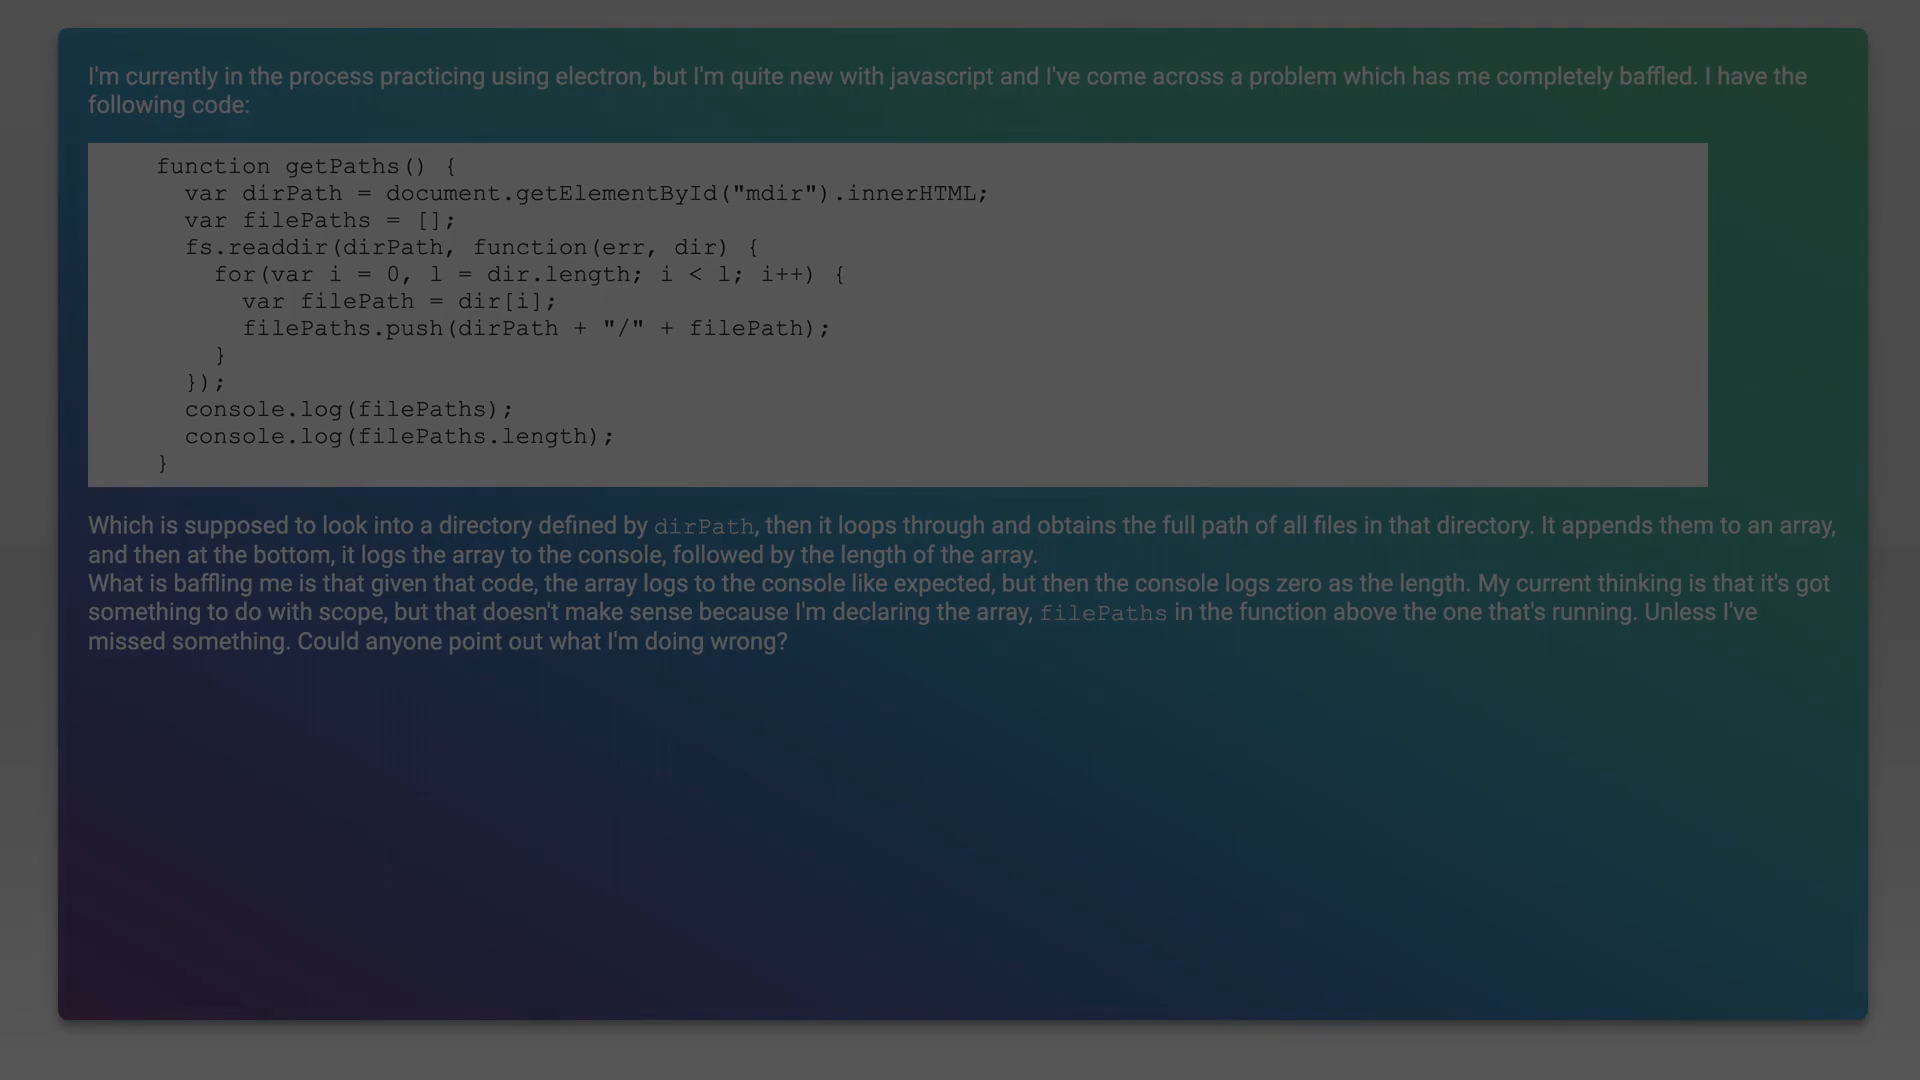 I'm currently in the process practicing using electron, but I'm quite new with javascript and I've come across a problem which has me completely baffled. I have the
following code:
function getPaths() {
  var dirPath = document.getElementById("mdir").innerHTML;
  var filePaths = [];
  fs.readdir(dirPath, function(err, dir) {
    for(var i = 0, l = dir.length; i < l; i++) {
      var filePath = dir[i];
      filePaths.push(dirPath + "/" + filePath);
    }
  });
  console.log(filePaths);
  console.log(filePaths.length);
}
Which is supposed to look into a directory defined by dirPath, then it loops through and obtains the full path of all files in that directory. It appends them to an array,
and then at the bottom, it logs the array to the console, followed by the length of the array.
What is baffling me is that given that code, the array logs to the console like expected, but then the console logs zero as the length. My current thinking is that it's got
something to do with scope, but that doesn't make sense because I'm declaring the array, filePaths in the function above the one that's running. Unless I've
missed something. Could anyone point out what I'm doing wrong?